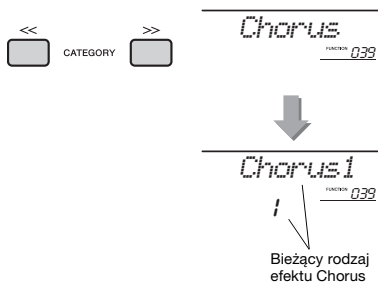 << CATEGORY >>
Chorus
FUNCTION 039
Chorus1
FUNCTION 039
1
Bieżący rodzaj
efektu Chorus